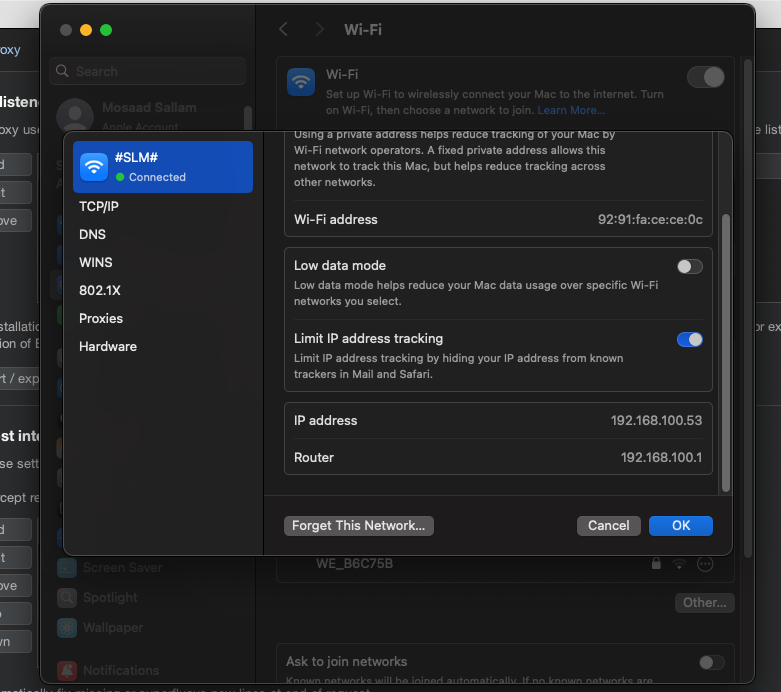 Wi-Fi
oxy
Search
Wi-Fi
Set up Wi-Fi to wirelessly connect your Mac to the internet. Turn
on Wi-Fi, then choose a network to join. Learn More...
listen
Mosaad Sallam
Apple Account
oxy use
e list
Using a private address helps reduce tracking of your Mac by
Wi-Fi network operators. A fixed private address allows this
network to track this Mac, but helps reduce tracking across
other networks.
#SLM#
Connected
d
t
ove
TCP/IP
DNS
WINS
802.1X
Proxies
Hardware
Wi-Fi address
92:91:fa:ce:ce:0c
Low data mode
Low data mode helps reduce your Mac data usage over specific Wi-Fi
networks you select.
Limit IP address tracking
Limit IP address tracking by hiding your IP address from known
trackers in Mail and Safari.
nstallatio
or ex
ion of B
rt / exp
IP address
192.168.100.53
Router
192.168.100.1
st inte
se sett
cept re
Forget This Network...
Cancel
OK
d
t
ove
p
wn
WE_B6C75B
Screen Saver
Spotlight
Wallpaper
Notifications
Other...
Ask to join networks
Known networks will be joined automatically. If no known networks are
matically fix missing or superfluous new lines at end of request